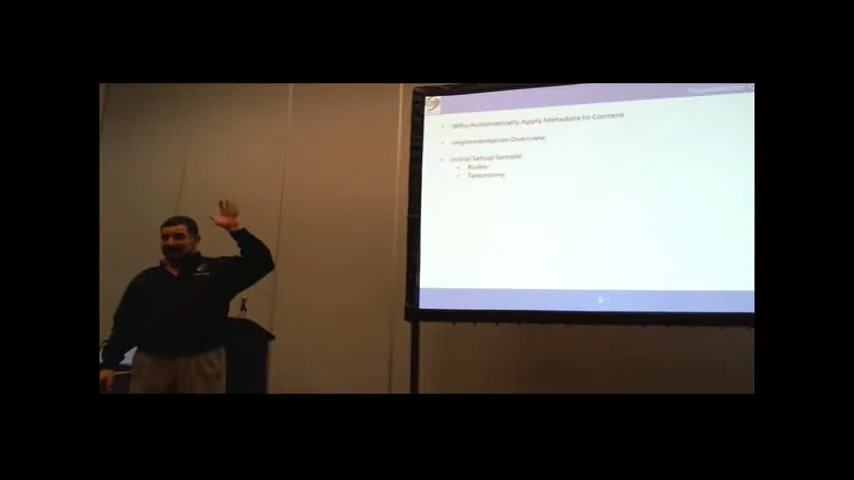 Why Automatically Apply Metadata to Content
Implementation Overview
Initial Setup Sample
Rules
Taxonomy